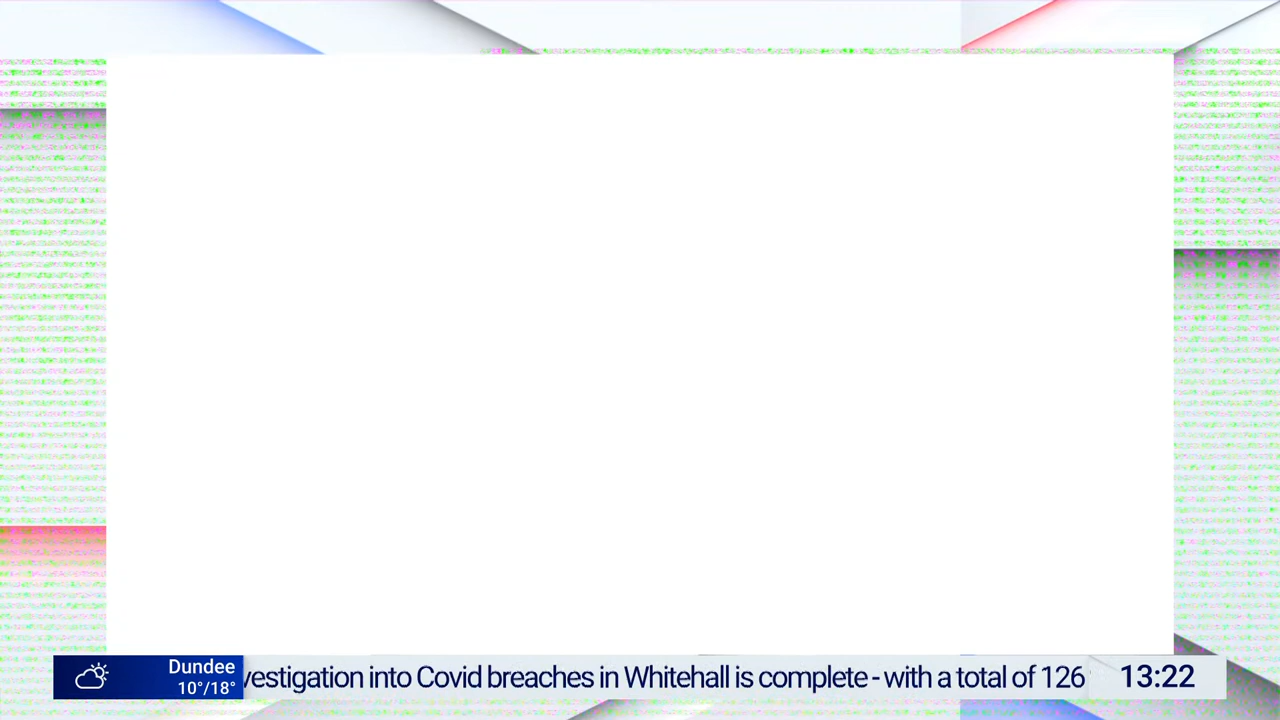 Dundee
10°/18°
vestigation into Covid breaches in Whitehall is complete - with a total of 126
13:22